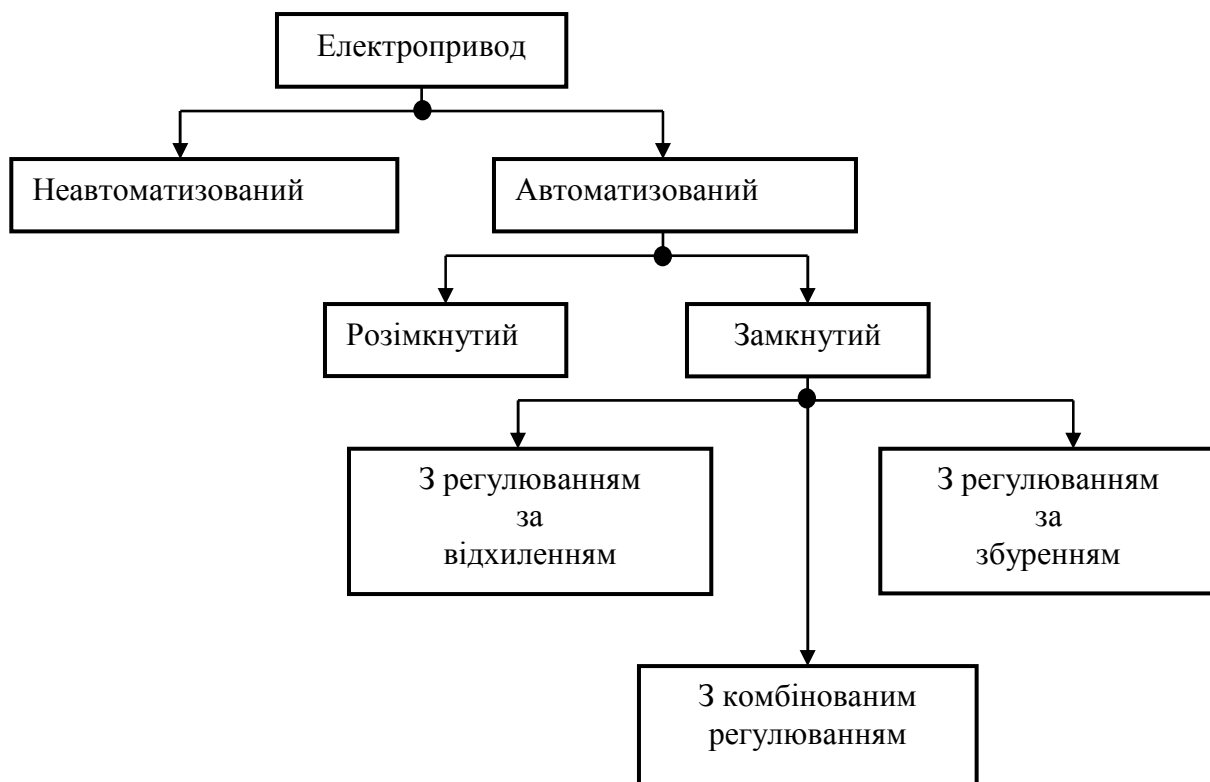 Електропривод
Неавтоматизований
Автоматизований
Розімкнутий
Замкнутий
З регулюванням
за
відхиленням
З регулюванням
за
збуренням
З комбінованим
регулюванням